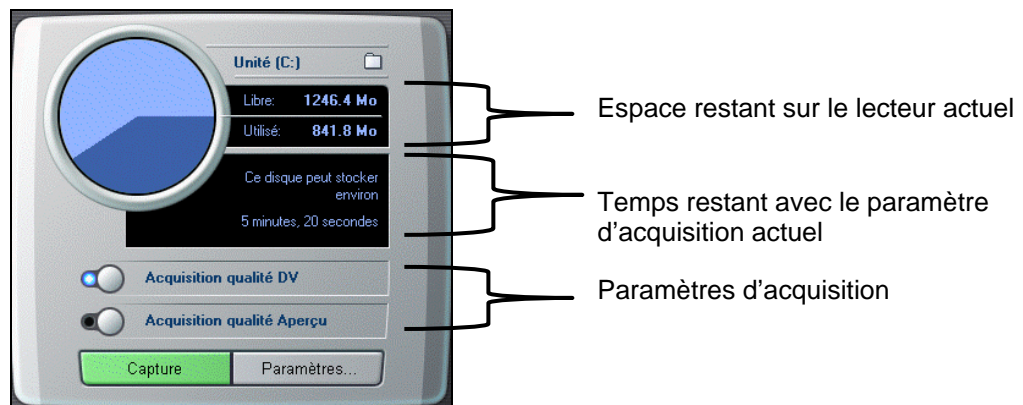 Unité (C:)
Libre: 1246.4 Mo
Utilisé: 841.8 Mo
Ce disque peut stocker
environ
5 minutes, 20 secondes
Acquisition qualité DV
Acquisition qualité Aperçu
Capture
Paramètres...
Espace restant sur le lecteur actuel
Temps restant avec le paramètre
d'acquisition actuel
Paramètres d'acquisition